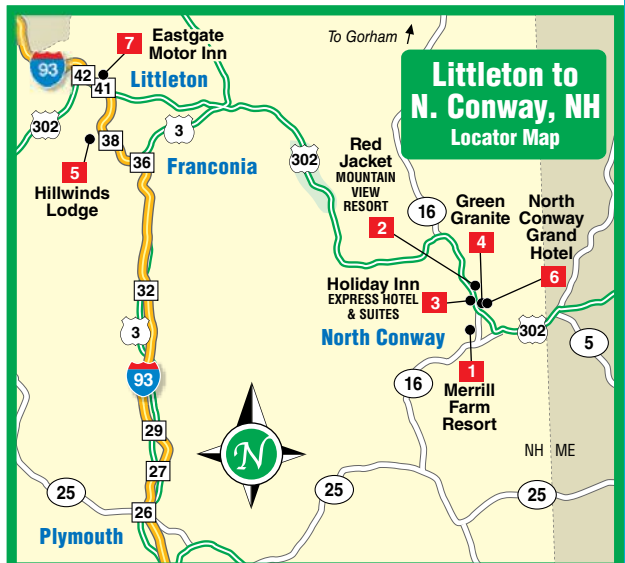 To Gorham
Littleton to
N. Conway, NH
Locator Map
7
Eastgate
Motor Inn
93
42
41
Littleton
302
3
38
36
Franconia
5
Hillwinds
Lodge
302
Red
Jacket
MOUNTAIN
VIEW
RESORT
2
16
Green
Granite
4
North
Conway
Grand
Hotel
6
Holiday Inn
EXPRESS HOTEL
& SUITES
3
North Conway
302
5
32
3
93
16
1
Merrill
Farm
Resort
NH
ME
29
27
N
25
26
25
25
Plymouth